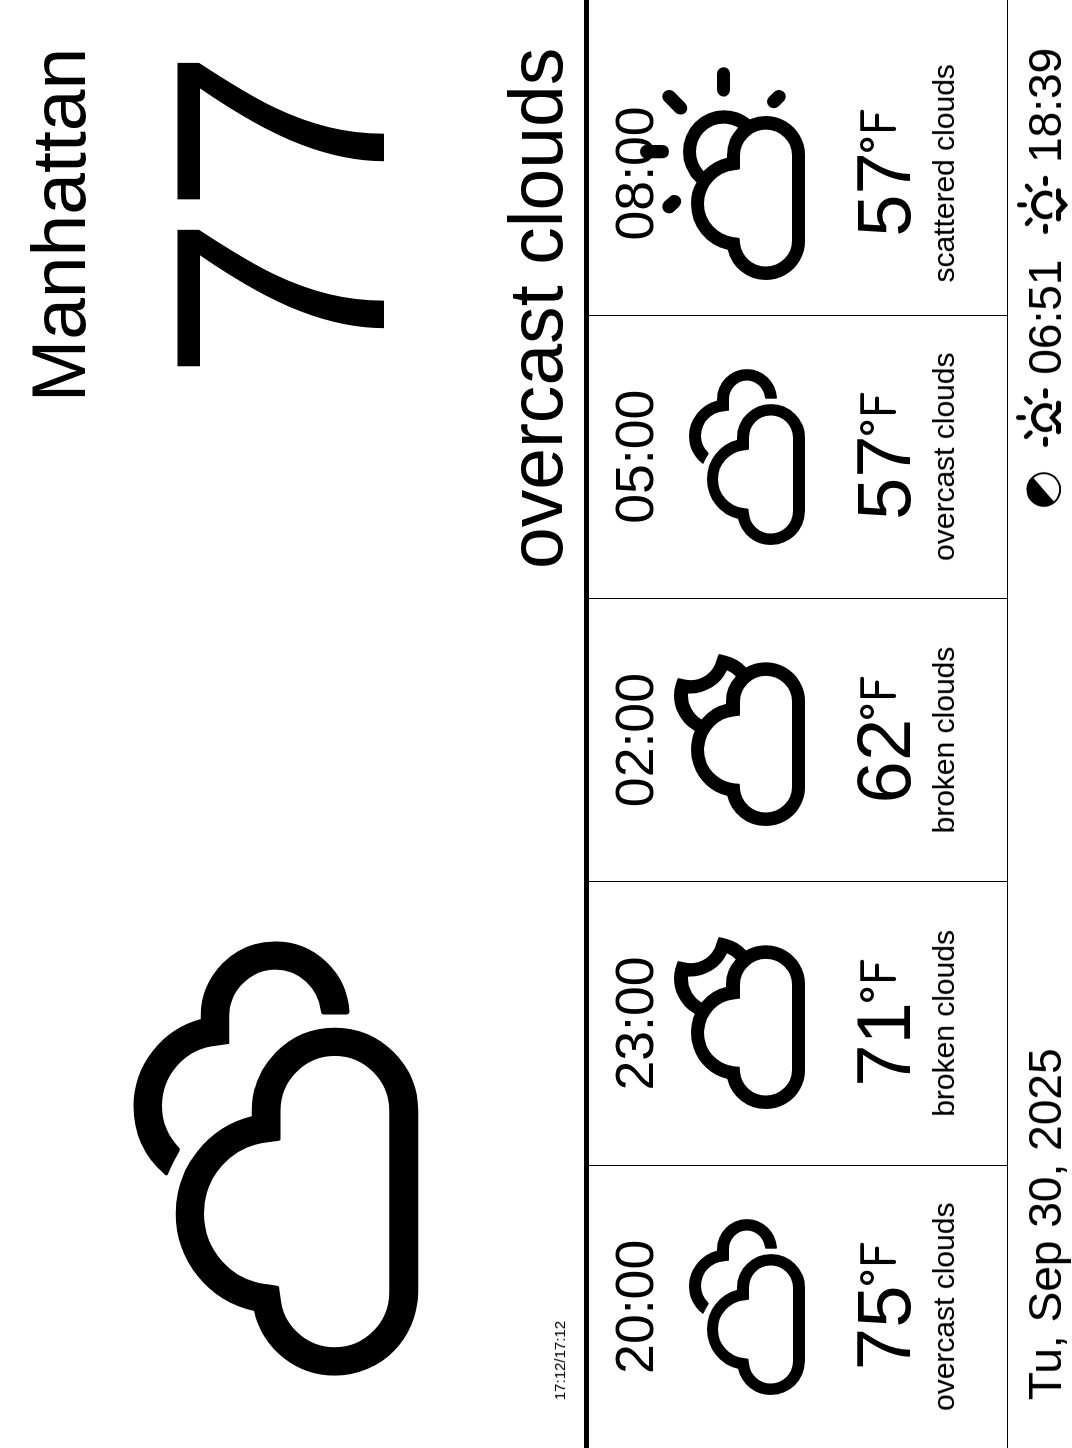 Manhattan
77
overcast clouds
17:12/17:12
20:00
75°F
overcast clouds
23:00
71°F
broken clouds
02:00
62°F
broken clouds
05:00
57°F
overcast clouds
08:00
57°F
scattered clouds
Tu, Sep 30, 2025
06:51 18:39